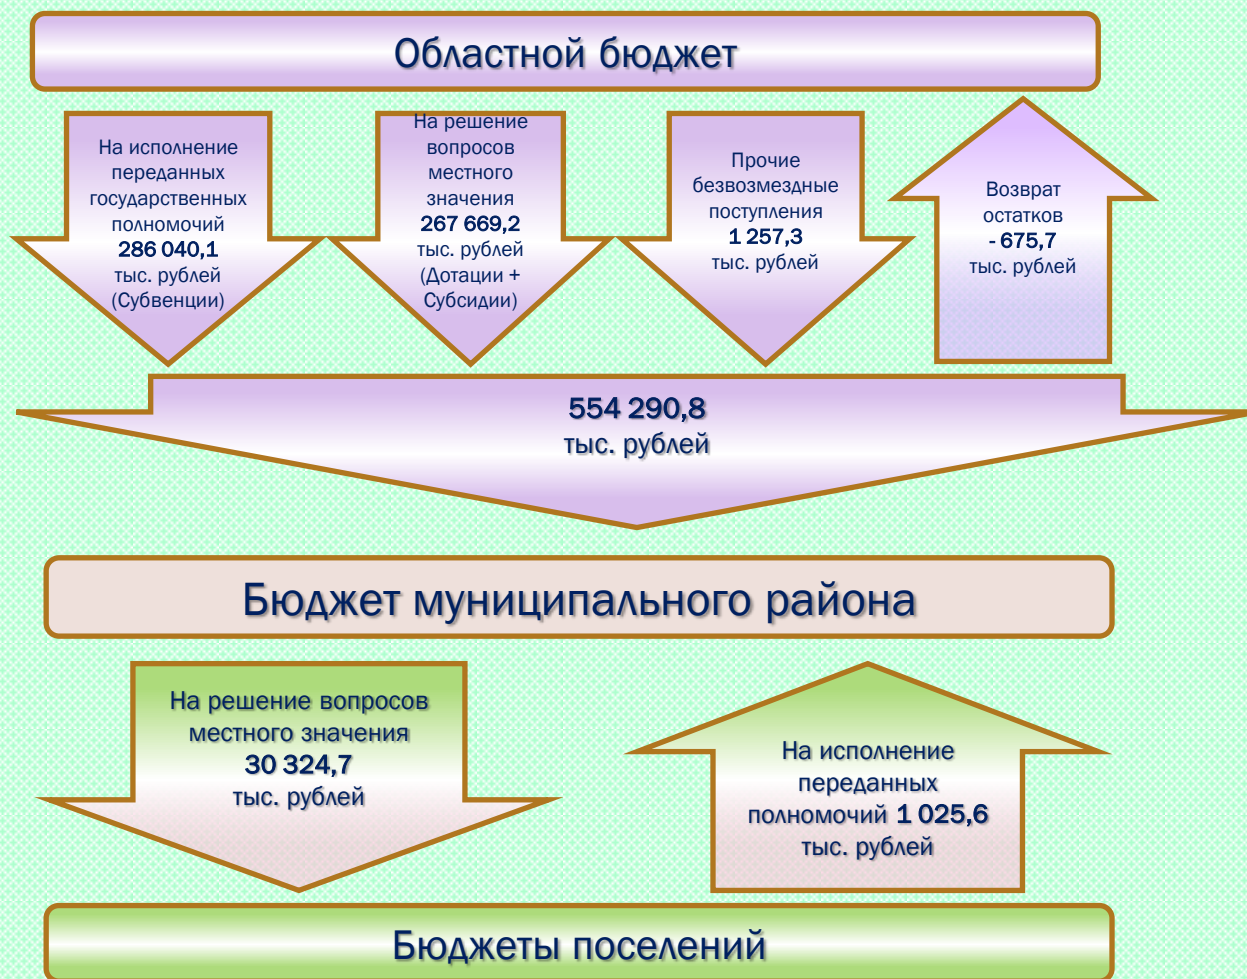 Областной бюджет
На исполнение
переданных
государственных
полномочий
286 040,1
тыс. рублей
(Субвенции)
На решение
вопросов
местного
значения
267 669,2
тыс. рублей
(Дотации +
Субсидии)
Прочие
безвозмездные
поступления
1 257,3
тыс. рублей
Возврат
остатков
- 675,7
тыс. рублей
554 290,8
тыс. рублей
Бюджет муниципального района
На решение вопросов
местного значения
30 324,7
тыс. рублей
На исполнение
переданных
полномочий 1 025,6
тыс. рублей
Бюджеты поселений